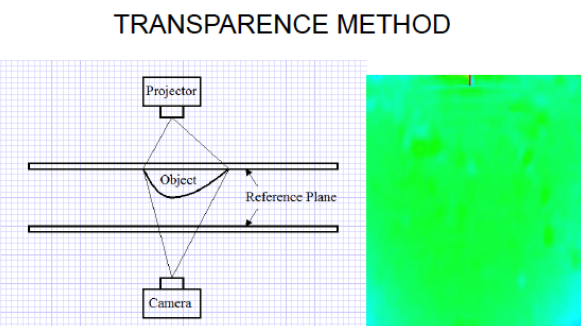 TRANSPARENCE METHOD
Projector
Object
Reference Plane
Camera